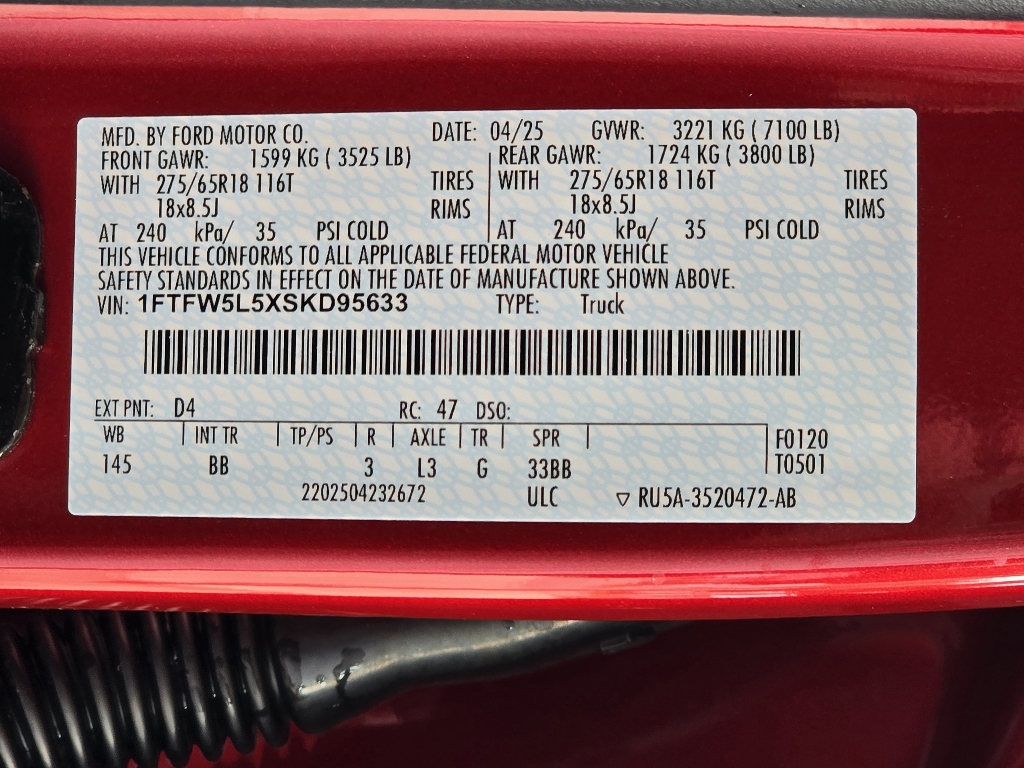 MFD. BY FORD MOTOR CO. DATE: 04/25 GVWR: 3221 KG ( 7100 LB)
FRONT GAWR: 1599 KG ( 3525 LB) REAR GAWR: 1724 KG ( 3800 LB)
WITH 275/65R18 116T TIRES WITH 275/65R18 116T TIRES
18x8.5J RIMS 18x8.5J RIMS
AT 240 kPa/ 35 PSI COLD AT 240 kPa/ 35 PSI COLD
THIS VEHICLE CONFORMS TO ALL APPLICABLE FEDERAL MOTOR VEHICLE
SAFETY STANDARDS IN EFFECT ON THE DATE OF MANUFACTURE SHOWN ABOVE.
VIN: 1FTFW5L5XSKD95633 TYPE: Truck
EXT PNT: D4 RC: 47 DSO:
WB INT TR TP/PS R AXLE TR SPR F0120
145 BB 3 L3 G 33BB T0501
2202504232672 ULC ▽ RU5A-3520472-AB